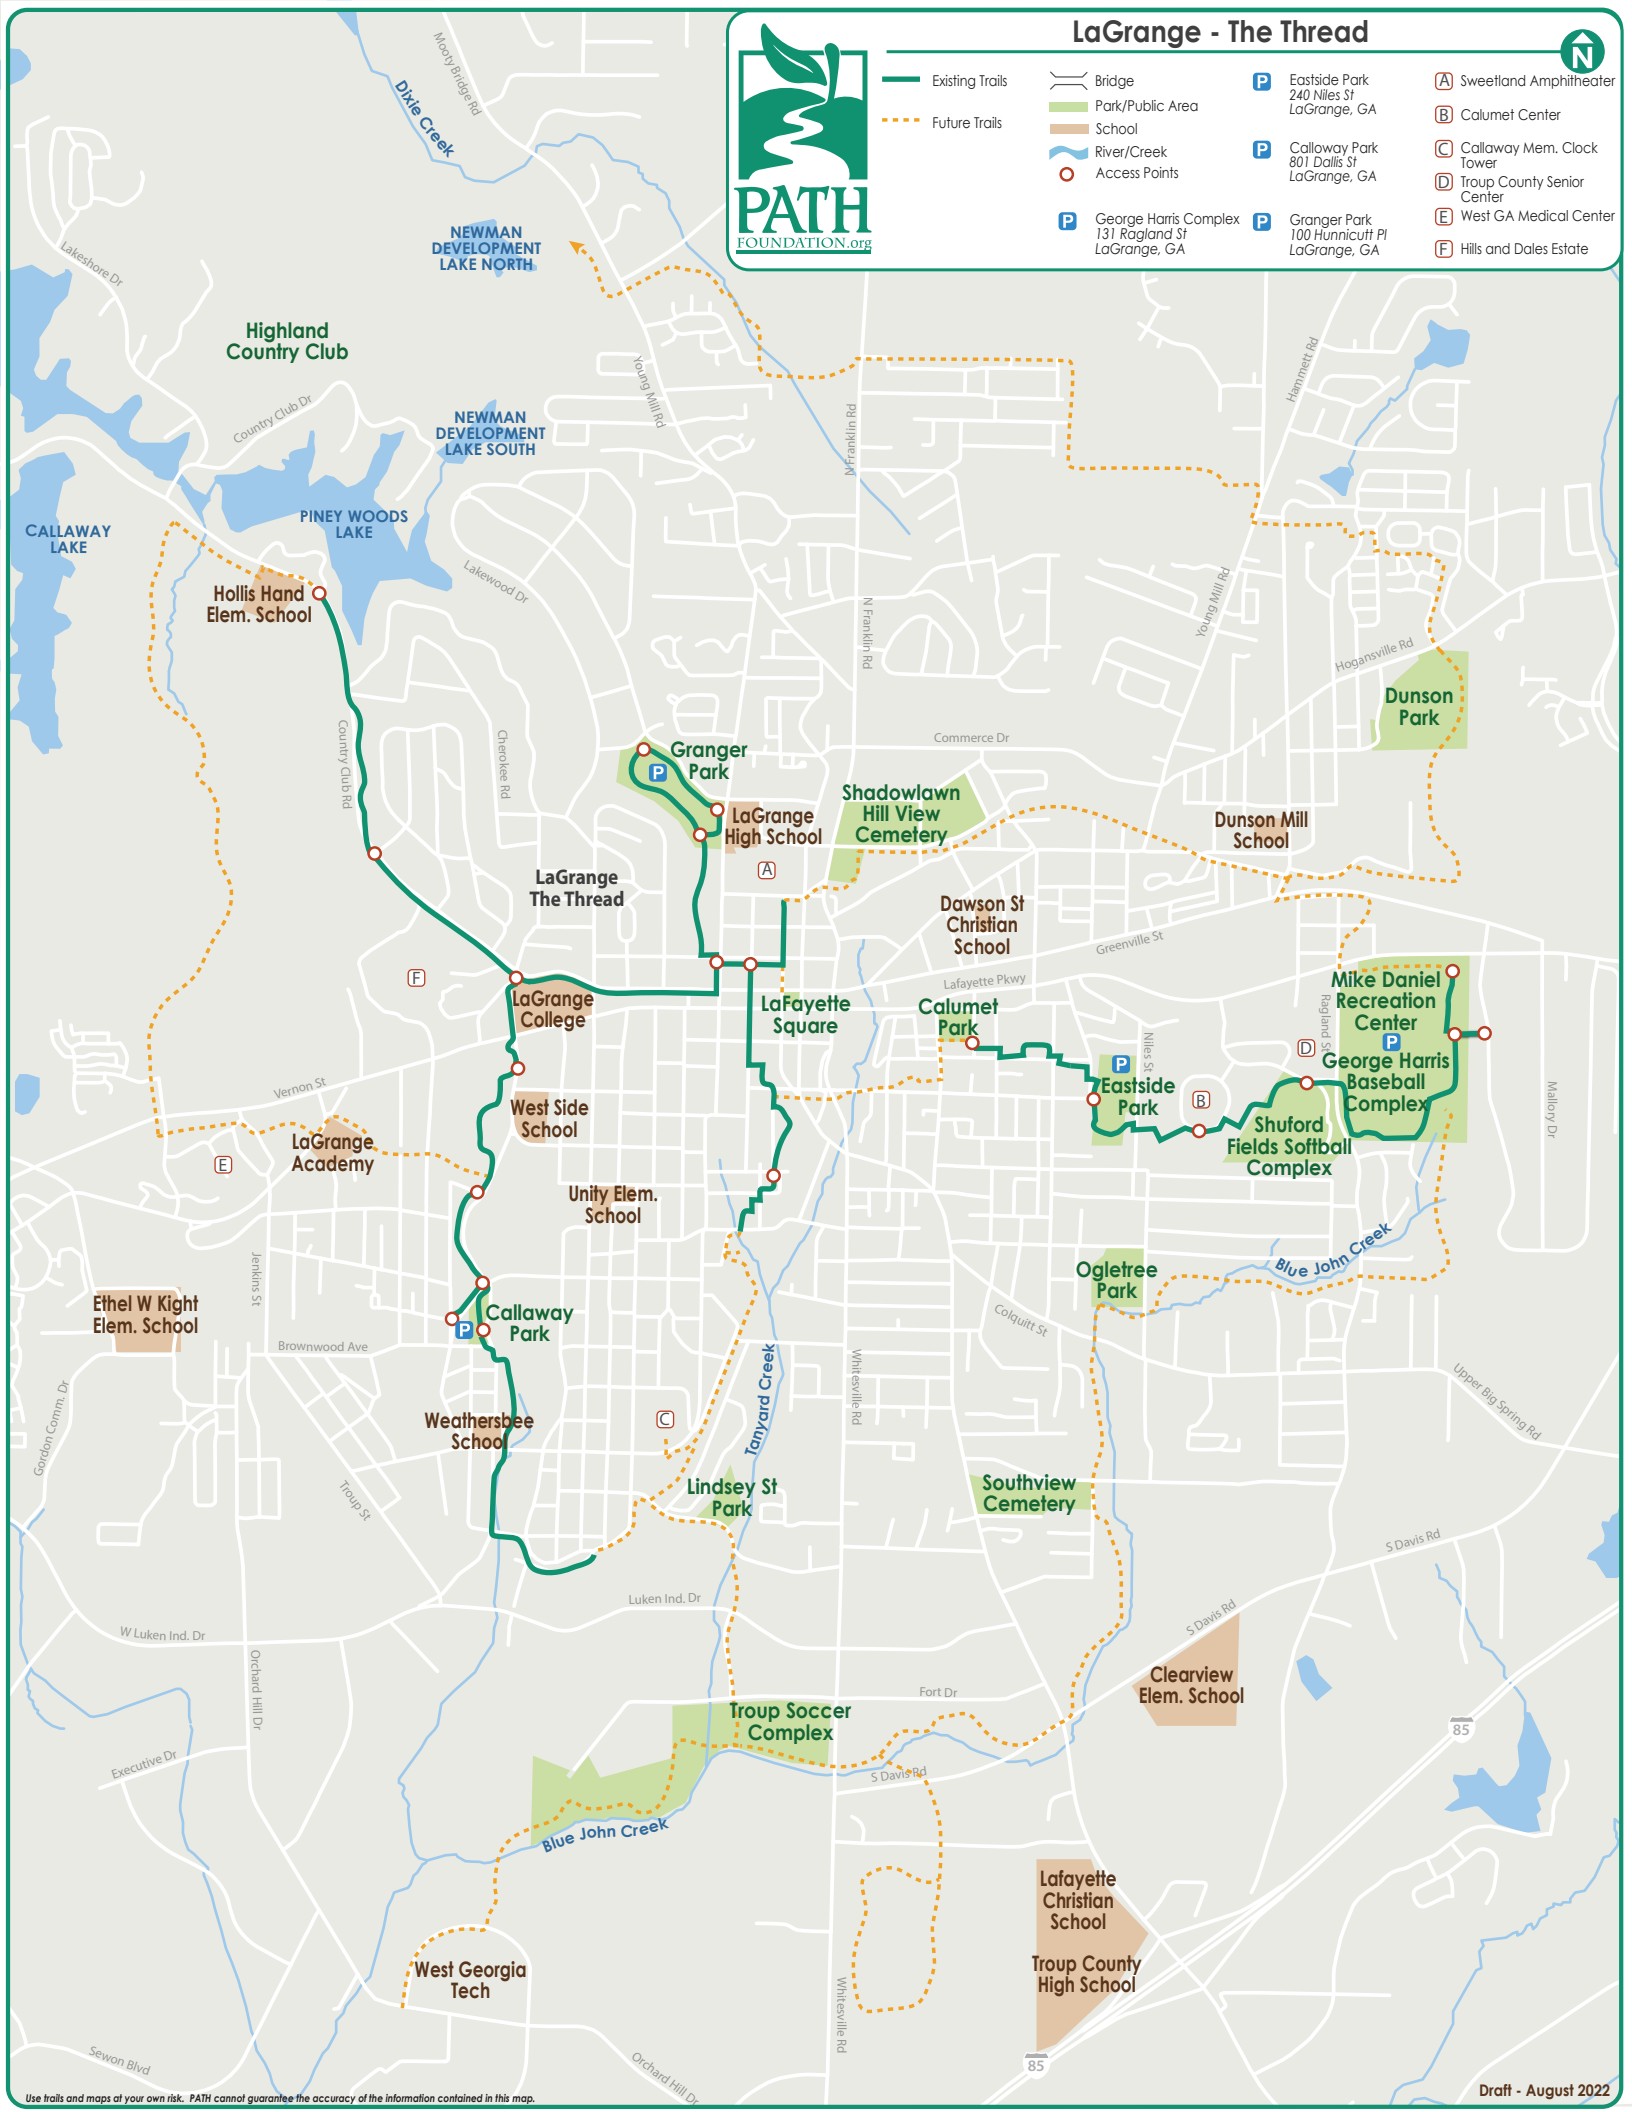 LaGrange - The Thread
N
PATH
FOUNDATION.org
Existing Trails
Future Trails
Bridge
Park/Public Area
School
River/Creek
Access Points
P
George Harris Complex
131 Ragland St
LaGrange, GA
P
Eastside Park
240 Niles St
LaGrange, GA
P
Calloway Park
801 Dallis St
LaGrange, GA
P
Granger Park
100 Hunnicutt Pl
LaGrange, GA
A Sweetland Amphitheater
B Calumet Center
C Callaway Mem. Clock
Tower
D Troup County Senior
Center
E West GA Medical Center
F Hills and Dales Estate
Mooty Bridge Rd
Dixie Creek
Lakeshore Dr
NEWMAN
DEVELOPMENT
LAKE NORTH
Highland
Country Club
Young Mill Rd
Hammett Rd
Country Club Dr
NEWMAN
DEVELOPMENT
LAKE SOUTH
N Franklin Rd
CALLAWAY
LAKE
PINEY WOODS
LAKE
Lakewood Dr
Hollis Hand
Elem. School
N Franklin Rd
Young Mill Rd
Hogansville Rd
Dunson
Park
Country Club Rd
Cherokee Rd
Commerce Dr
Granger
Park
P
LaGrange
High School
Shadowlawn
Hill View
Cemetery
Dunson Mill
School
A
LaGrange
The Thread
Dawson St
Christian
School
Greenville St
F
Lafayette Pkwy
LaGrange
College
LaFayette
Square
Calumet
Park
Mike Daniel
Recreation
Center
P
George Harris
Baseball
Complex
Ragland St
D
Niles St
P
Eastside
Park
B
Shuford
Fields Softball
Complex
Mallory Dr
Vernon St
West Side
School
LaGrange
Academy
E
Unity Elem.
School
Jenkins St
Blue John Creek
Ogletree
Park
Ethel W Kight
Elem. School
Callaway
Park
P
Colquitt St
Brownwood Ave
Tanyard Creek
Whitesville Rd
Upper Big Spring Rd
Gordon Comm. Dr
Weathersbee
School
C
Troup St
Lindsey St
Park
Southview
Cemetery
S Davis Rd
Luken Ind. Dr
W Luken Ind. Dr
S Davis Rd
Orchard Hill Dr
Clearview
Elem. School
Fort Dr
Troup Soccer
Complex
85
Executive Dr
S Davis Rd
Blue John Creek
Lafayette
Christian
School
Troup County
High School
West Georgia
Tech
Whitesville Rd
85
Sewon Blvd
Orchard Hill Dr
Use trails and maps at your own risk. PATH cannot guarantee the accuracy of the information contained in this map.
Draft - August 2022